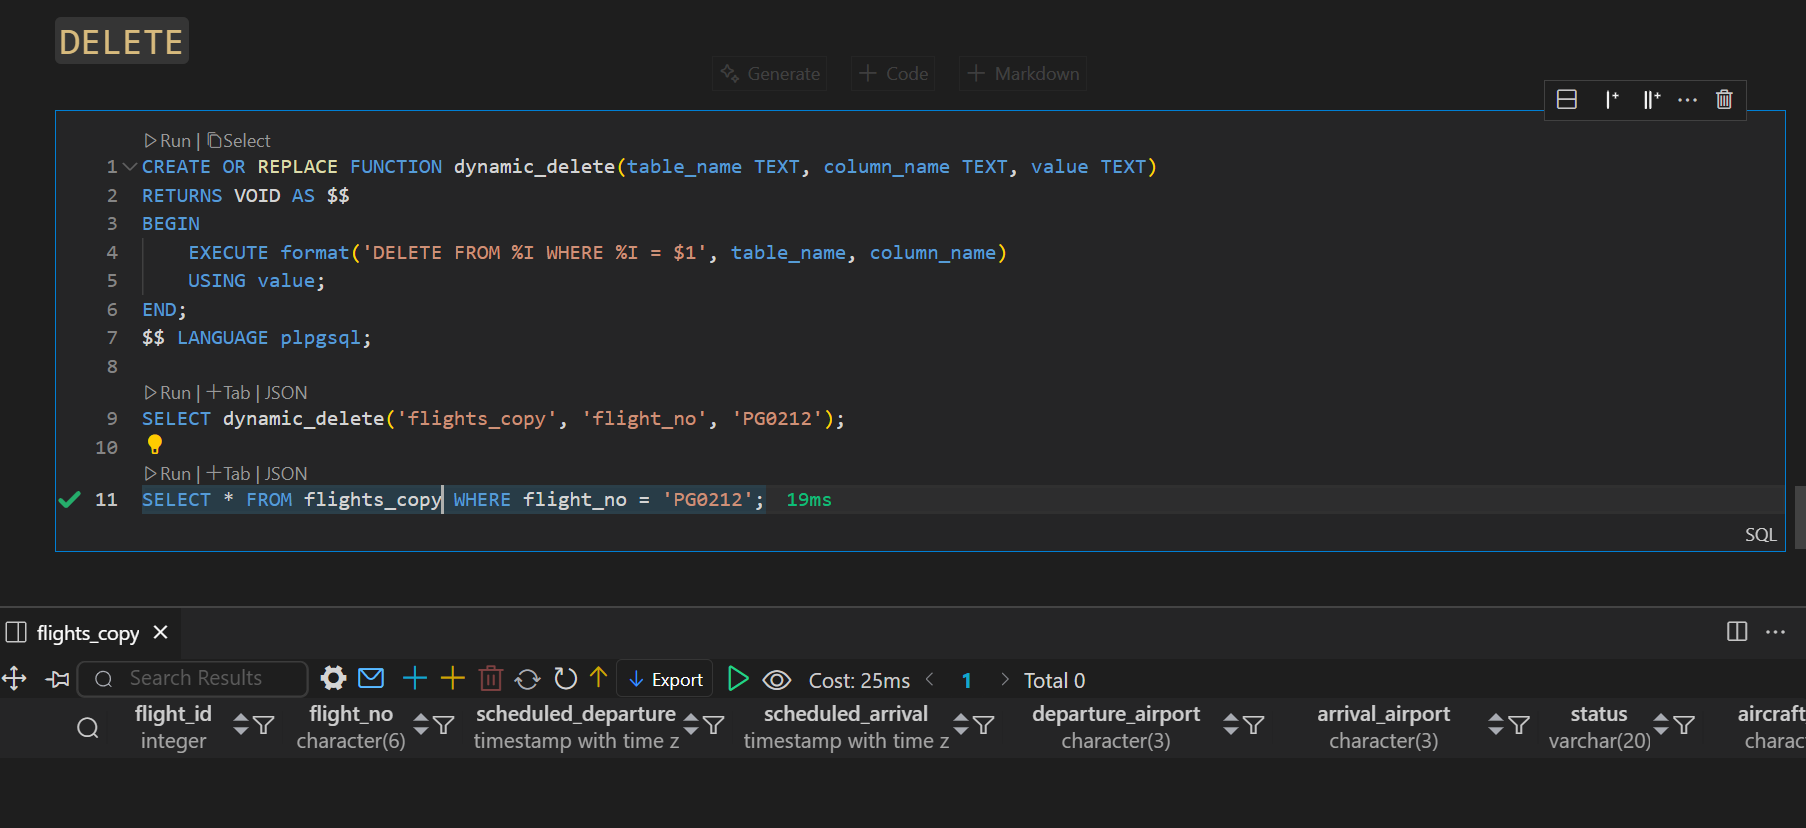 DELETE
Generate
Code
Markdown
Run | Select
1 CREATE OR REPLACE FUNCTION dynamic_delete(table_name TEXT, column_name TEXT, value TEXT)
2 RETURNS VOID AS $$
3 BEGIN
4 EXECUTE format('DELETE FROM %I WHERE %I = $1', table_name, column_name)
5 USING value;
6 END;
7 $$ LANGUAGE plpgsql;
8
Run | Tab | JSON
9 SELECT dynamic_delete('flights_copy', 'flight_no', 'PG0212');
10
Run | Tab | JSON
11 SELECT * FROM flights_copy WHERE flight_no = 'PG0212'; 19ms
SQL
flights_copy
Search Results
Export
Cost: 25ms
1
Total 0
flight_id flight_no scheduled_departure scheduled_arrival departure_airport arrival_airport status aircraft
integer character(6) timestamp with time z timestamp with time z character(3) character(3) varchar(20) charac